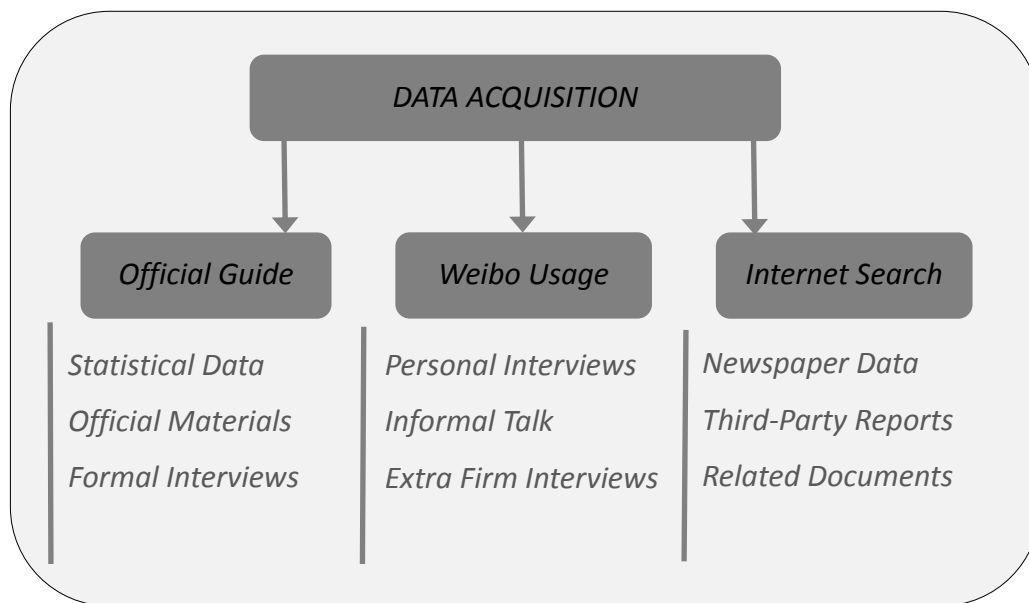 DATA ACQUISITION
Official Guide
Weibo Usage
Internet Search
Statistical Data
Official Materials
Formal Interviews
Personal Interviews
Informal Talk
Extra Firm Interviews
Newspaper Data
Third-Party Reports
Related Documents